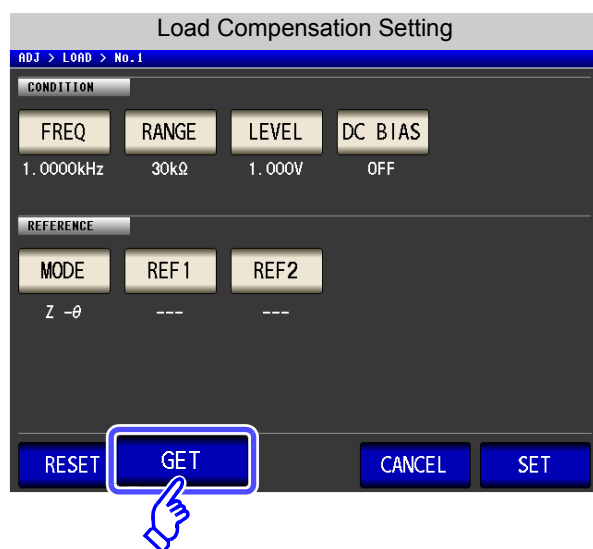 Load Compensation Setting
ADJ > LOAD > No.1
CONDITION
FREQ RANGE LEVEL DC BIAS
1.0000kHz 30kΩ 1.000V OFF
REFERENCE
MODE REF1 REF2
Z -θ --- ---
RESET GET CANCEL SET